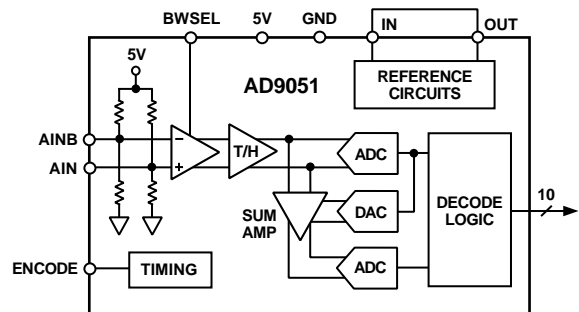 BWSEL 5V GND IN OUT
5V
AD9051
REFERENCE
CIRCUITS
AINB
AIN
−
+
T/H
ADC
SUM
AMP
DAC
DECODE
LOGIC
10
ENCODE
TIMING
ADC